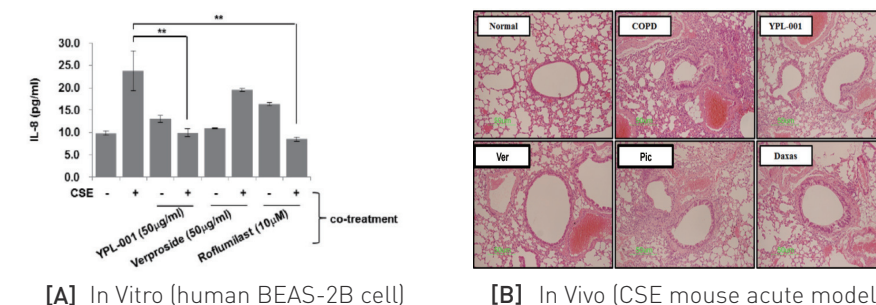 **
**
30.0
25.0
20.0
15.0
10.0
5.0
0.0
IL-8 (pg/ml)
CSE - + - + - + - +
YPL-001 (50µg/ml)
Verproside (50µg/ml)
Roflumilast (10µM)
co-treatment
[A] In Vitro (human BEAS-2B cell)
Normal
COPD
YPL-001
Ver
Pic
Daxas
[B] In Vivo (CSE mouse acute model